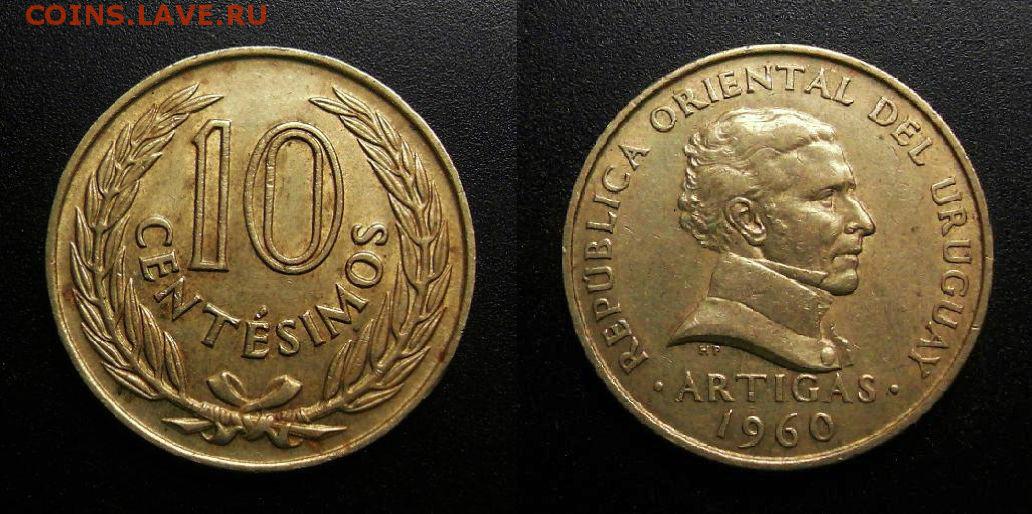 COINS.LAVE.RU
10
CENTÉSIMOS
REPUBLICA ORIENTAL DEL URUGUAY
HP
· ARTIGAS ·
1960